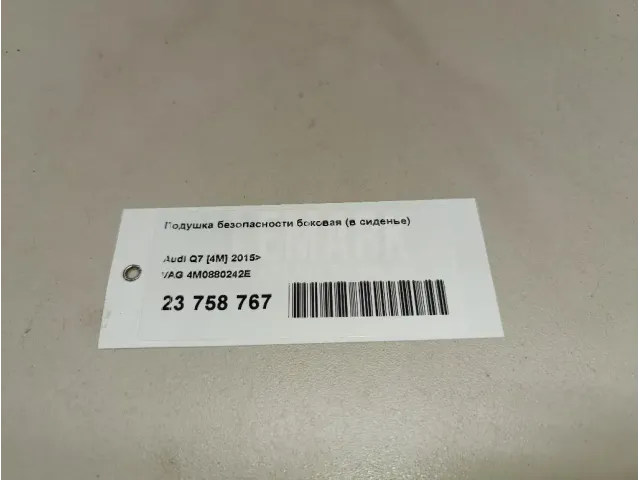 Подушка безопасности боковая (в сиденье)
Audi Q7 [4M] 2015>
VAG 4M0880242E
23 758 767